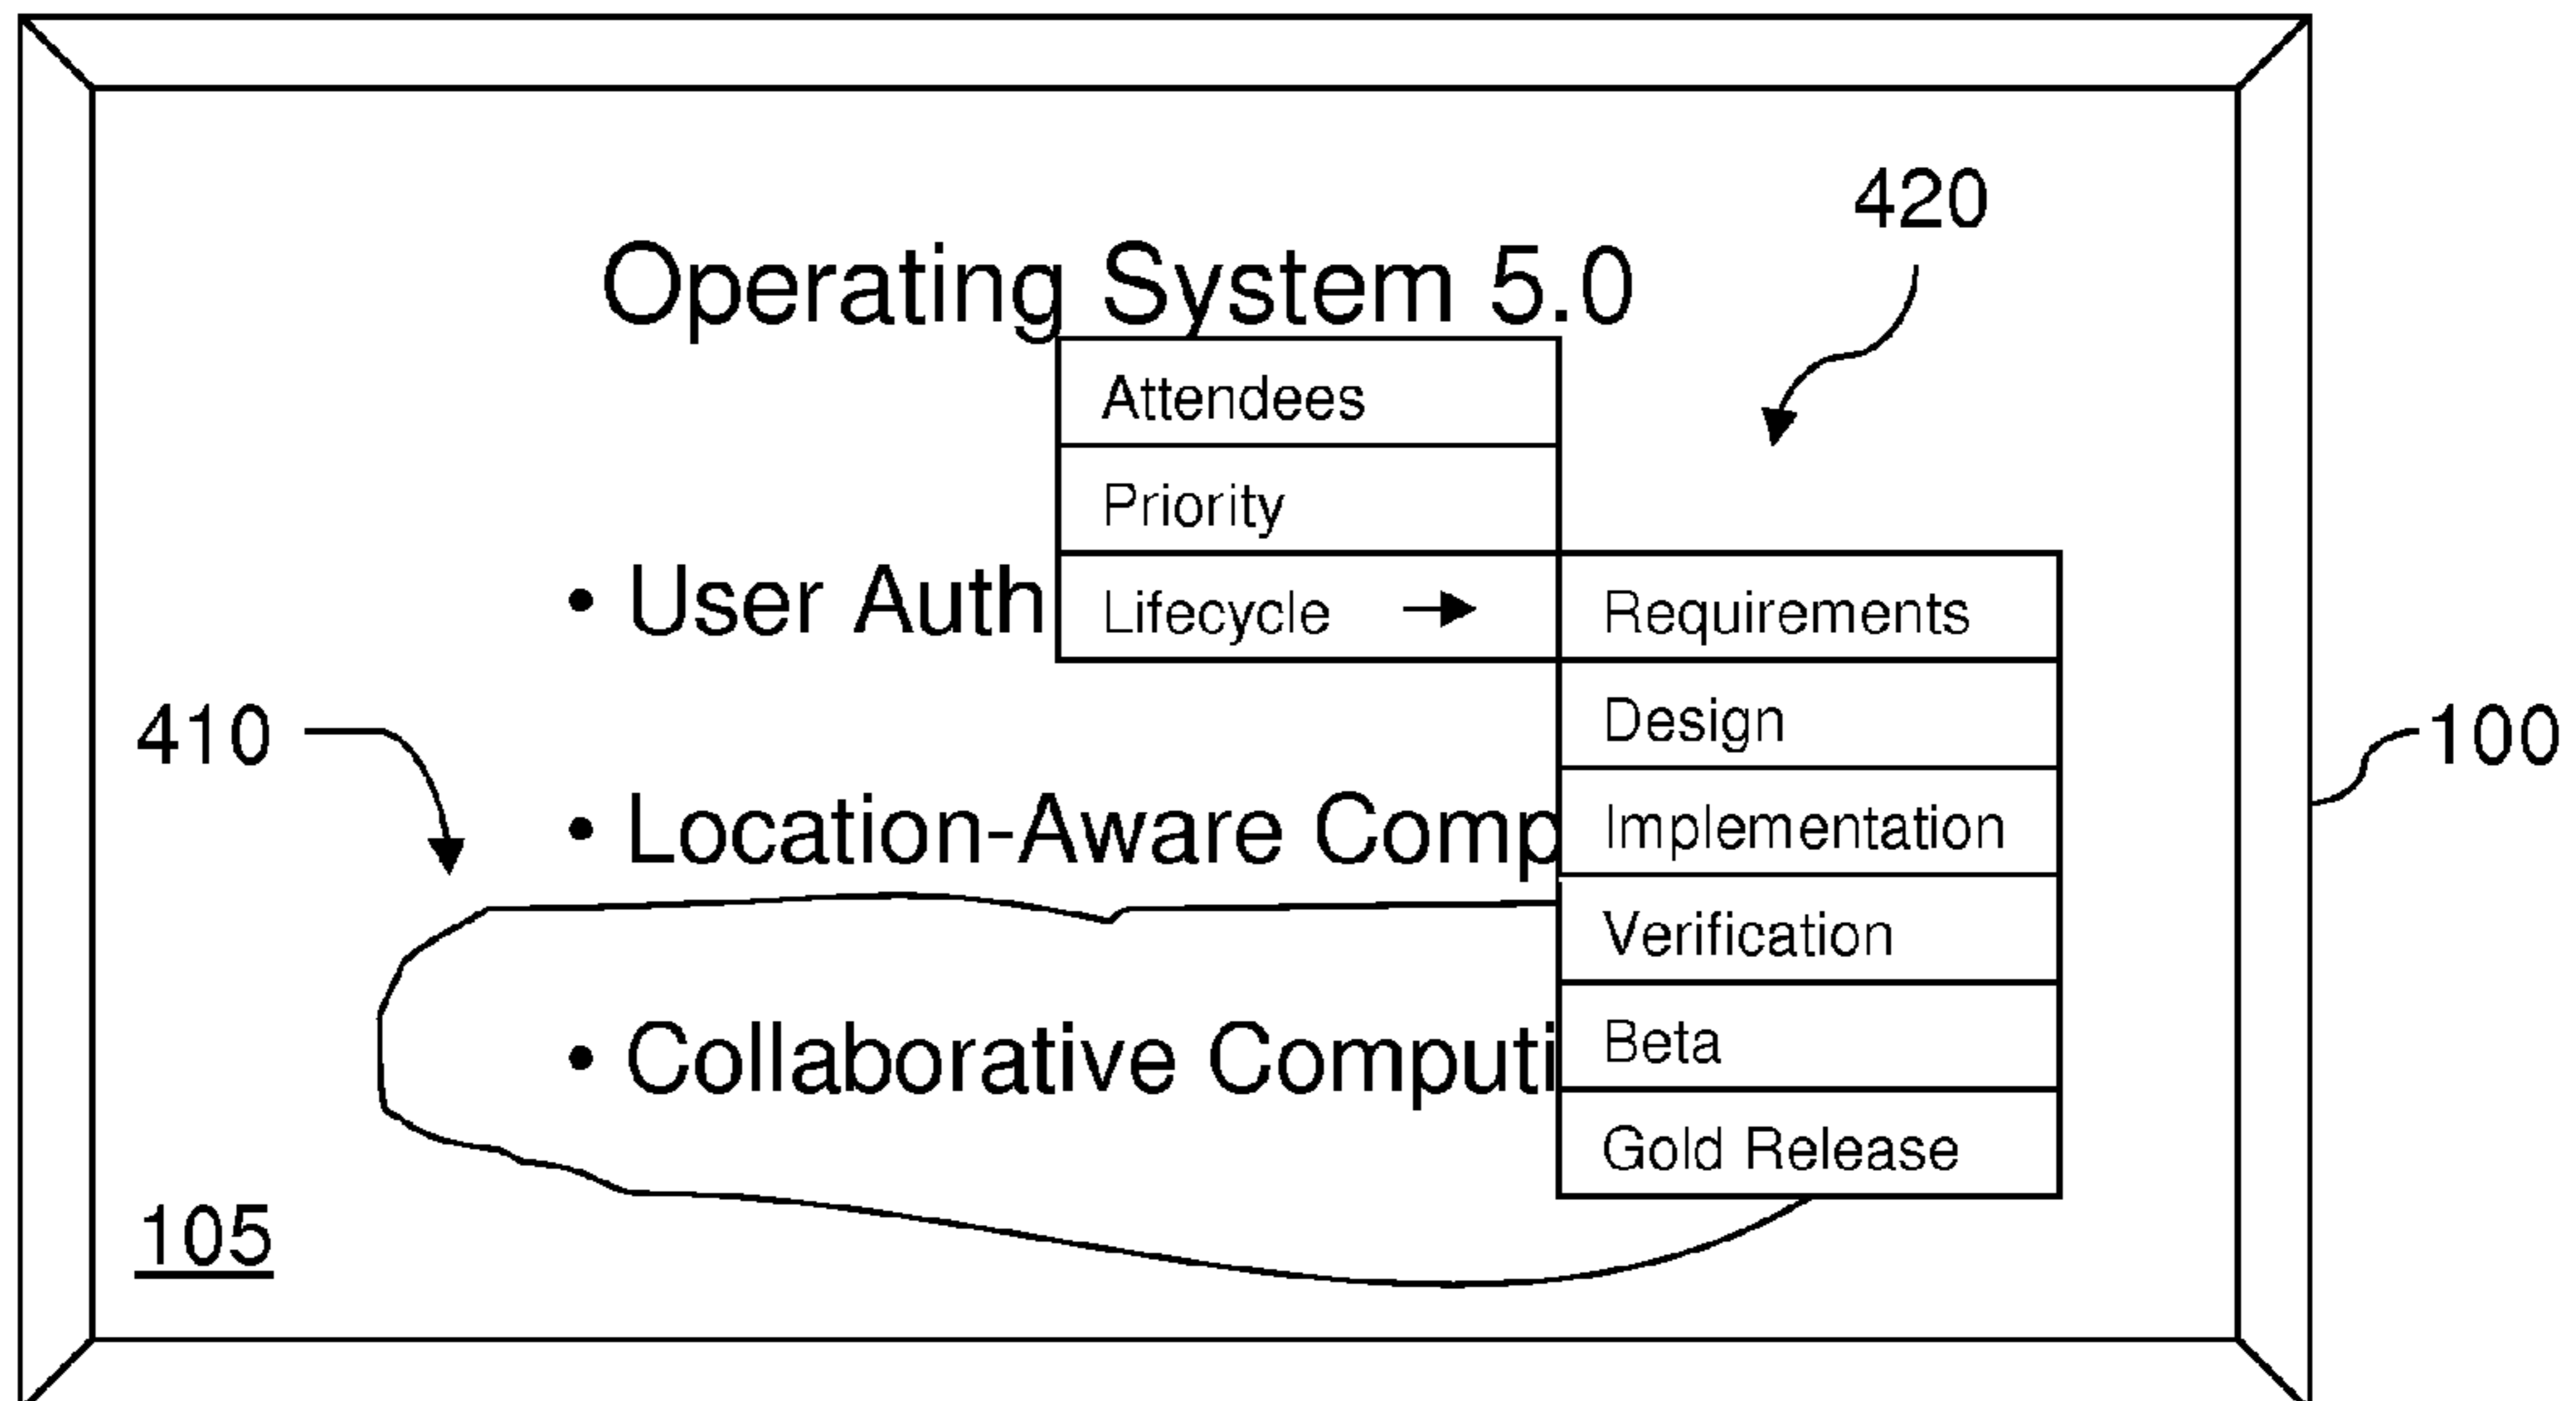 420
Operating System 5.0
Attendees
Priority
• User Auth
Lifecycle →
Requirements
Design
410
100
• Location-Aware Comp
Implementation
Verification
• Collaborative Computi
Beta
Gold Release
105